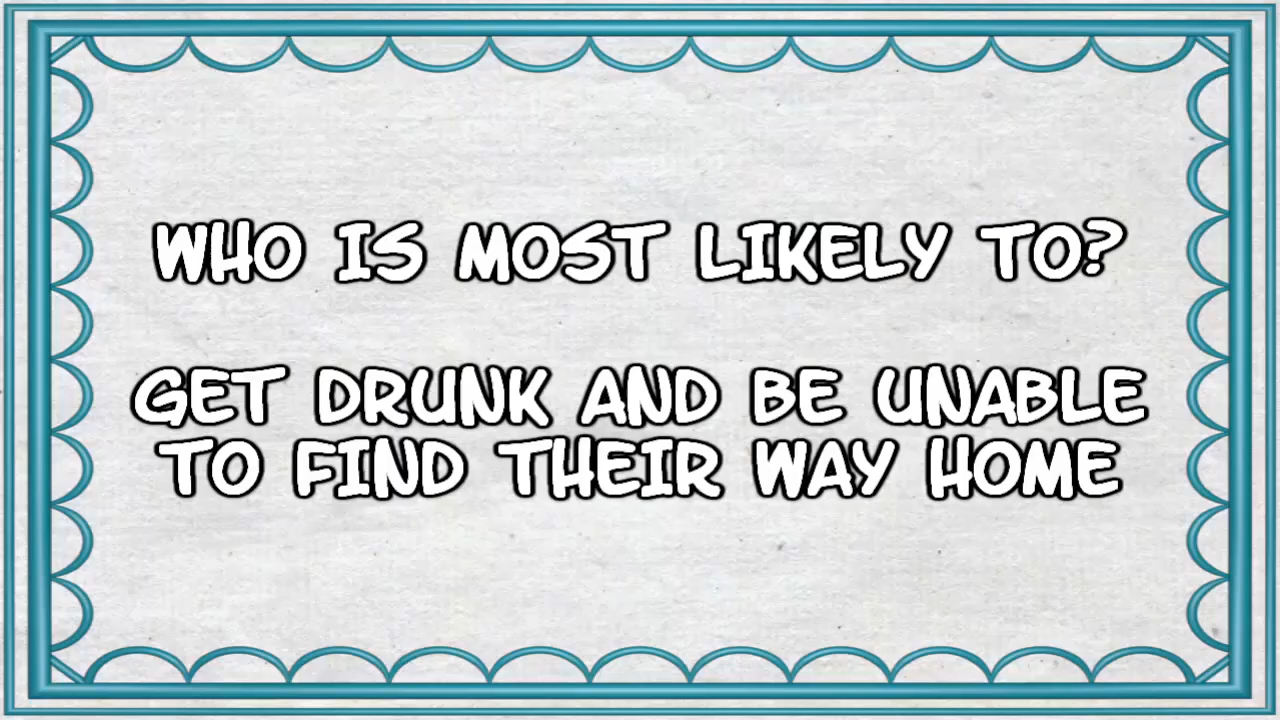 WHO IS MOST LIKELY TO?
GET DRUNK AND BE UNABLE
TO FIND THEIR WAY HOME